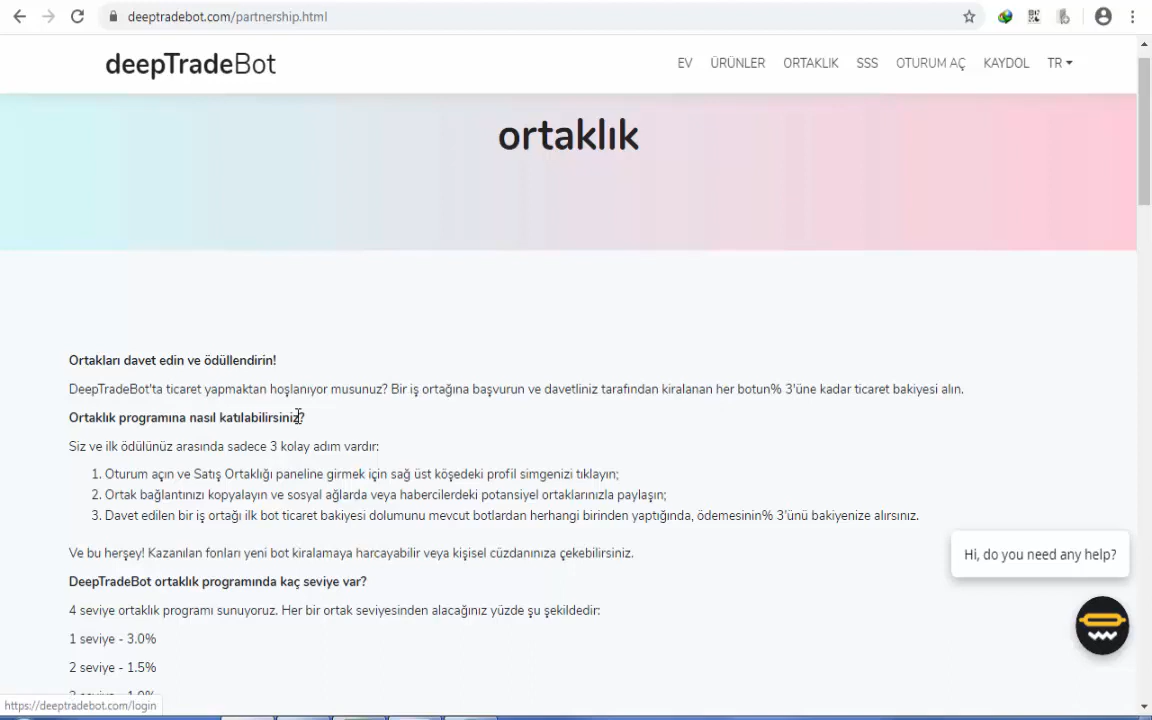 deeptradebot.com/partnership.html
deepTradeBot
EV ÜRÜNLER ORTAKLIK SSS OTURUM AÇ KAYDOL TR
ortaklık
Ortakları davet edin ve ödüllendirin!
DeepTradeBot'ta ticaret yapmaktan hoşlanıyor musunuz? Bir iş ortağına başvurun ve davetliniz tarafından kiralanan her botun% 3'üne kadar ticaret bakiyesi alın.
Ortaklık programına nasıl katılabilirsiniz?
Siz ve ilk ödülünüz arasında sadece 3 kolay adım vardır:
1. Oturum açın ve Satış Ortaklığı paneline girmek için sağ üst köşedeki profil simgenizi tıklayın;
2. Ortak bağlantınızı kopyalayın ve sosyal ağlarda veya habercilerdeki potansiyel ortaklarınızla paylaşın;
3. Davet edilen bir iş ortağı ilk bot ticaret bakiyesi dolumunu mevcut botlardan herhangi birinden yaptığında, ödemesinin% 3'ünü bakiyenize alırsınız.
Ve bu herşey! Kazanılan fonları yeni bot kiralamaya harcayabilir veya kişisel cüzdanınıza çekebilirsiniz.
Hi, do you need any help?
DeepTradeBot ortaklık programında kaç seviye var?
4 seviye ortaklık programı sunuyoruz. Her bir ortak seviyesinden alacağınız yüzde şu şekildedir:
1 seviye - 3.0%
2 seviye - 1.5%
3 seviye - 1.0%
https://deeptradebot.com/login